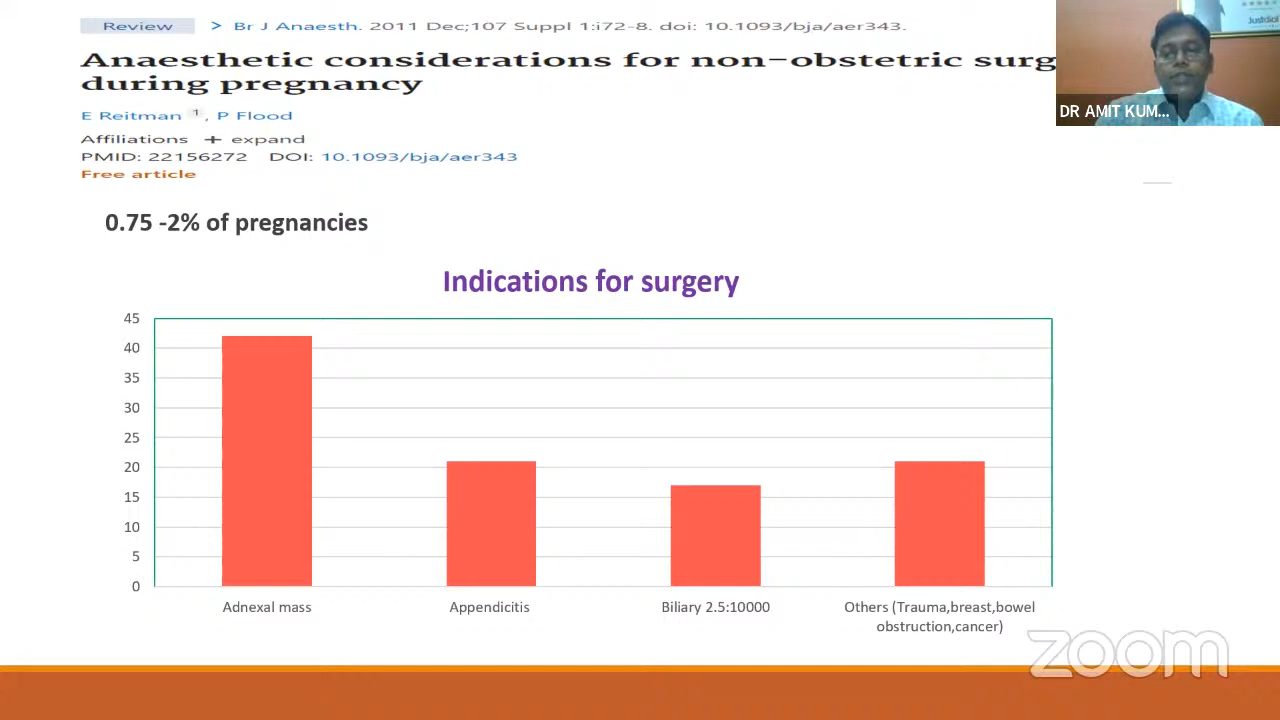 Review > Br J Anaesth. 2011 Dec;107 Suppl 1:i72-8. doi: 10.1093/bja/aer343.
Anaesthetic considerations for non-obstetric surg
during pregnancy
E Reitman 1, P Flood
Affiliations + expand
PMID: 22156272 DOI: 10.1093/bja/aer343
Free article
Justdial
DR AMIT KUM...
0.75 -2% of pregnancies
Indications for surgery
45
40
35
30
25
20
15
10
5
0
Adnexal mass
Appendicitis
Biliary 2.5:10000
Others (Trauma,breast,bowel
obstruction,cancer)
zoom